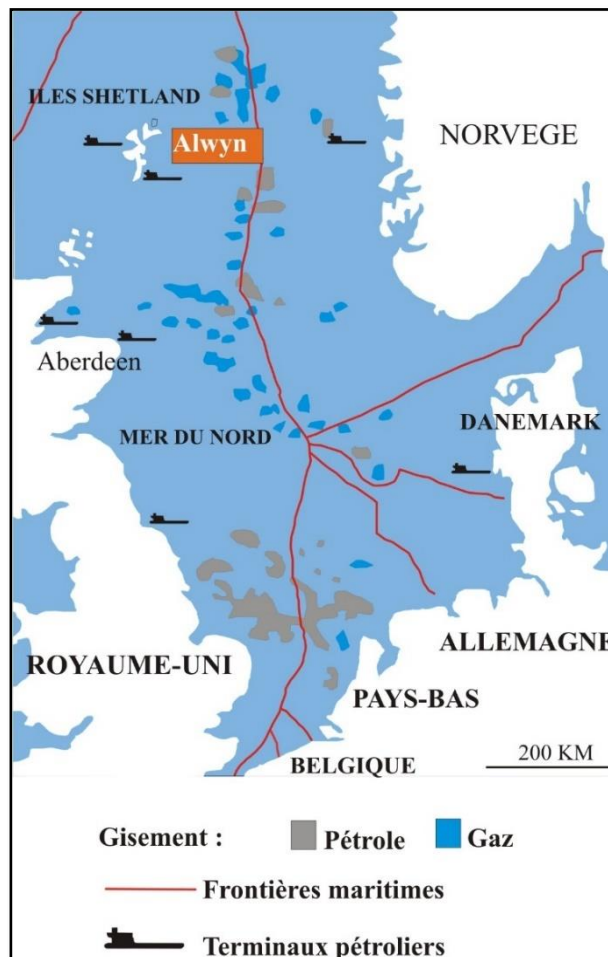 ILES SHETLAND
Alwyn
NORVEGE
Aberdeen
MER DU NORD
DANEMARK
ROYAUME-UNI
ALLEMAGNE
PAYS-BAS
BELGIQUE
200 KM
Gisement : Pétrole Gaz
Frontières maritimes
Terminaux pétroliers